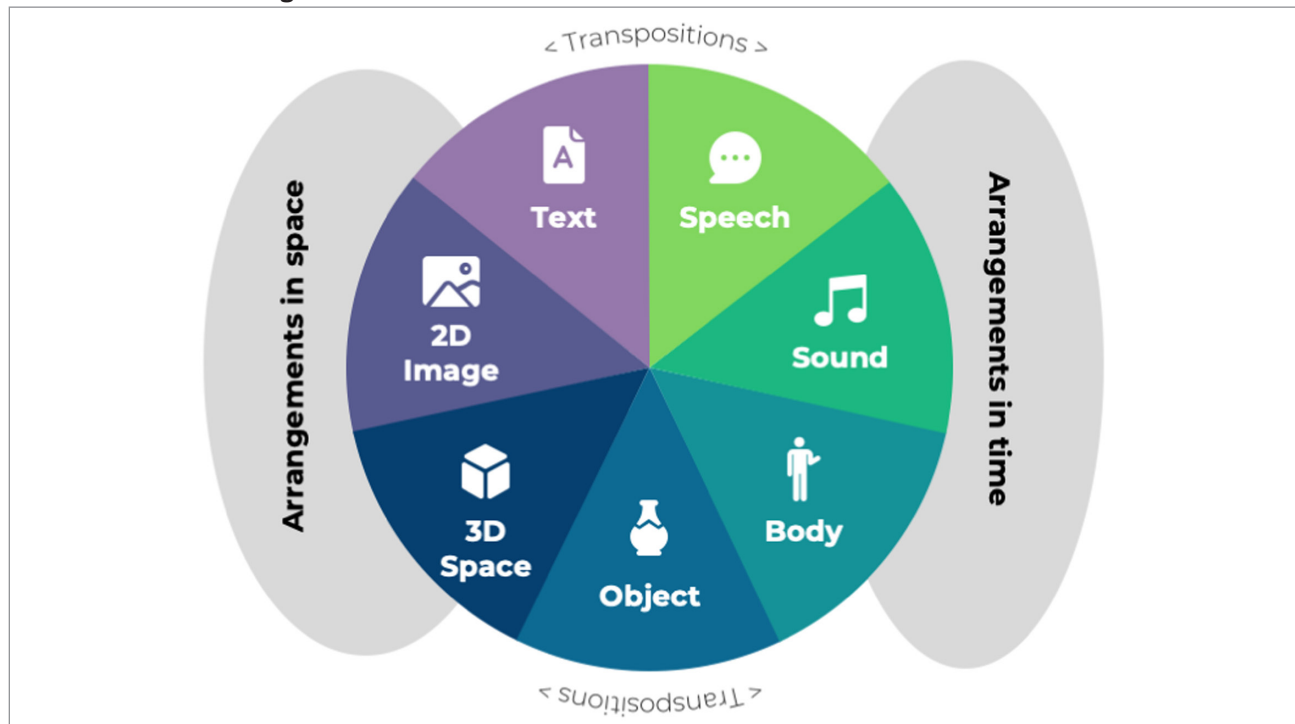 < Transpositions >
Arrangements in space
Text
Speech
2D
Image
Sound
Arrangements in time
3D
Space
Object
Body
< Transpositions >